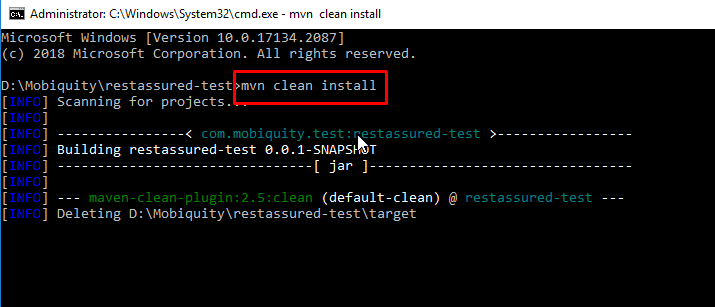 Administrator: C:\Windows\System32\cmd.exe - mvn  clean install
Microsoft Windows [Version 10.0.17134.2087]
(c) 2018 Microsoft Corporation. All rights reserved.
D:\Mobiquity\restassured-test>mvn clean install
[INFO] Scanning for projects...
[INFO]
[INFO] ----------------< com.mobiquity.test:restassured-test >-----------------
[INFO] Building restassured-test 0.0.1-SNAPSHOT
[INFO] --------------------------------[ jar ]---------------------------------
[INFO]
[INFO] --- maven-clean-plugin:2.5:clean (default-clean) @ restassured-test ---
[INFO] Deleting D:\Mobiquity\restassured-test\target